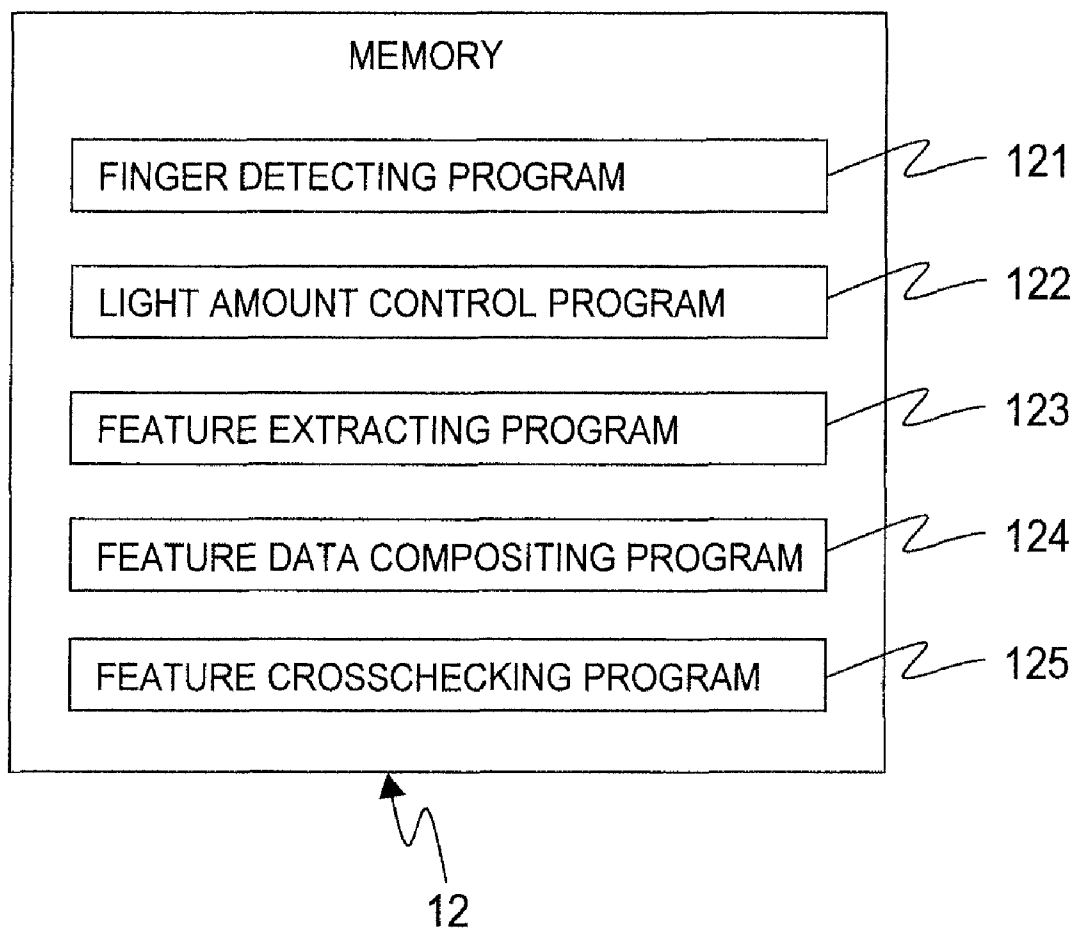 MEMORY
FINGER DETECTING PROGRAM
121
LIGHT AMOUNT CONTROL PROGRAM
122
FEATURE EXTRACTING PROGRAM
123
FEATURE DATA COMPOSITING PROGRAM
124
FEATURE CROSSCHECKING PROGRAM
125
12